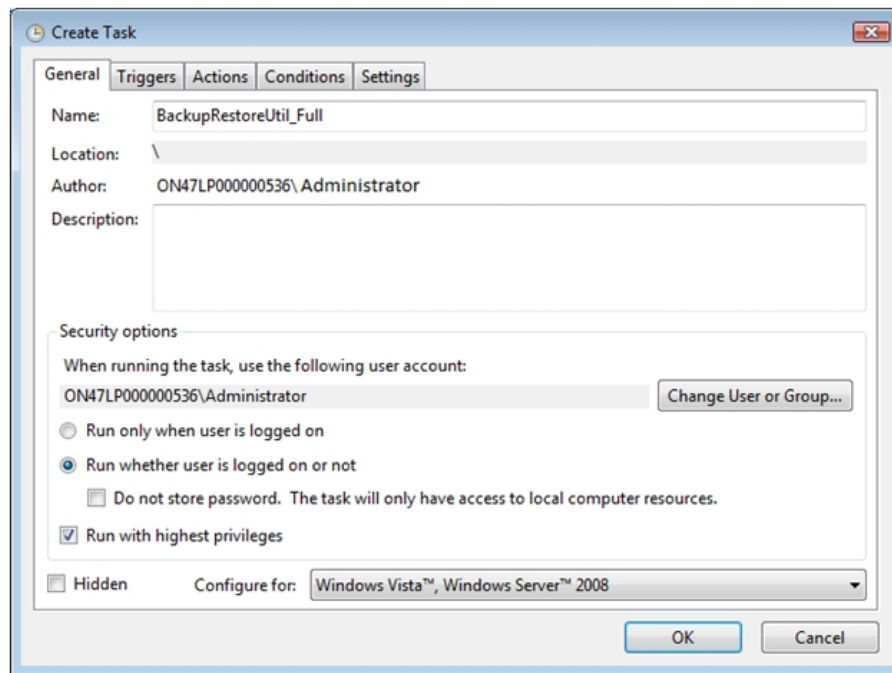 Create Task
General Triggers Actions Conditions Settings
Name: BackupRestoreUtil_Full
Location: \
Author: ON47LP000000536\Administrator
Description:
Security options
When running the task, use the following user account:
ON47LP000000536\Administrator Change User or Group...
Run only when user is logged on
Run whether user is logged on or not
Do not store password. The task will only have access to local computer resources.
Run with highest privileges
Hidden Configure for: Windows Vista™, Windows Server™ 2008
OK Cancel